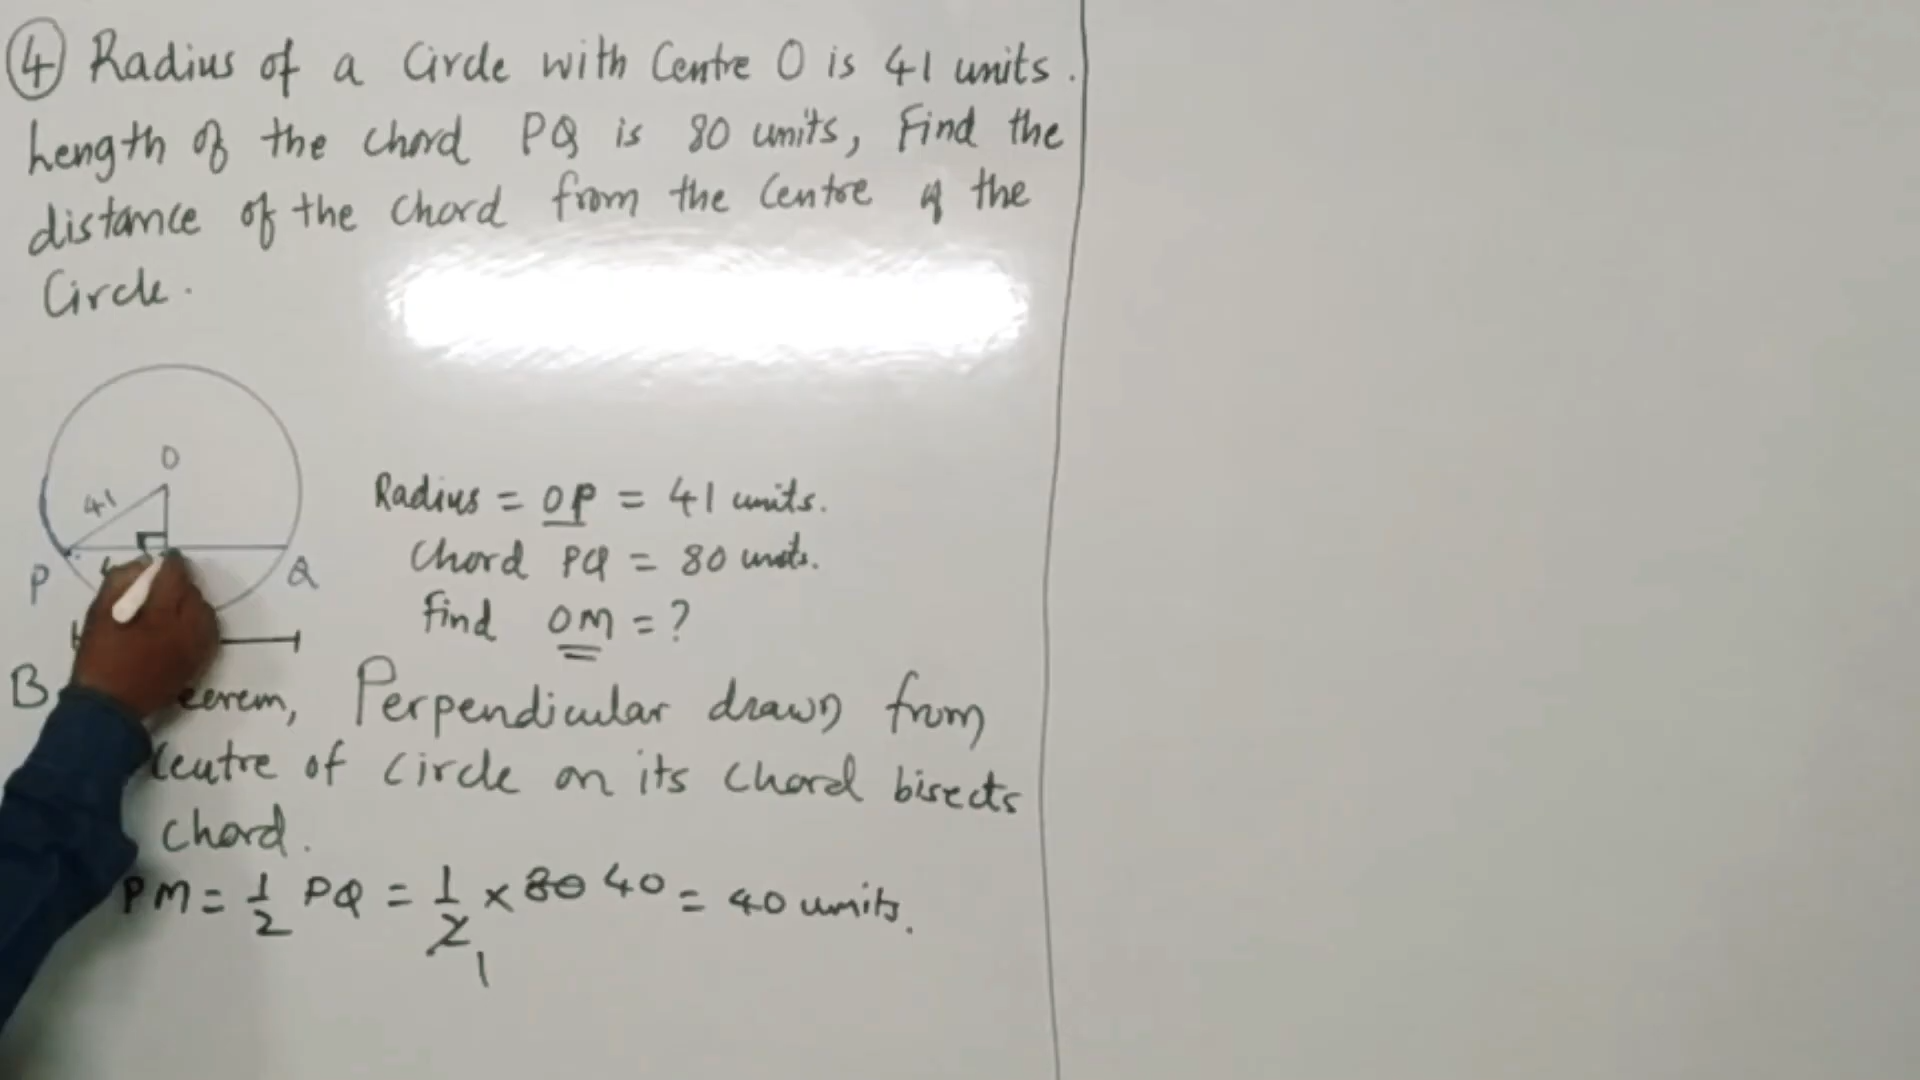 4 Radius of a Circle with Centre O is 41 units.
Length of the chord PQ is 80 units, Find the
distance of the chord from the Centre of the
Circle.
O
41
P
Q
Radius = OP = 41 units.
Chord PQ = 80 units.
Find OM = ?
Perpendicular drawn from
Centre of Circle on its chord bisects
chord.
PM = 1/2 PQ = 1/2 1 × 80 40 = 40 units.